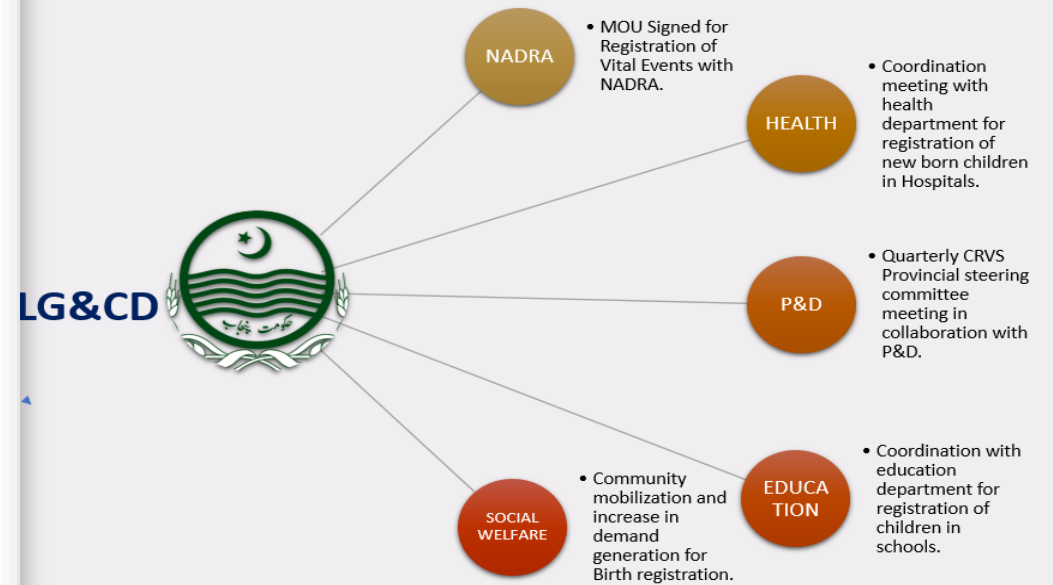 NADRA
• MOU Signed for
Registration of
Vital Events with
NADRA.
HEALTH
• Coordination
meeting with
health
department for
registration of
new born children
in Hospitals.
LG&CD
حکومت پنجاب
P&D
• Quarterly CRVS
Provincial steering
committee
meeting in
collaboration with
P&D.
EDUCA
TION
• Coordination with
education
department for
registration of
children in
schools.
SOCIAL
WELFARE
• Community
mobilization and
increase in
demand
generation for
Birth registration.